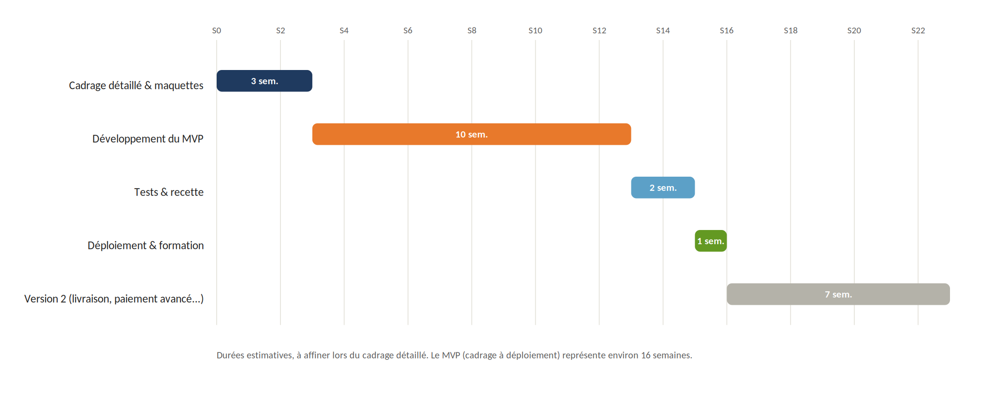 S0 S2 S4 S6 S8 S10 S12 S14 S16 S18 S20 S22
Cadrage détaillé & maquettes 3 sem.
Développement du MVP 10 sem.
Tests & recette 2 sem.
Déploiement & formation 1 sem.
Version 2 (livraison, paiement avancé...) 7 sem.
Durées estimatives, à affiner lors du cadrage détaillé. Le MVP (cadrage à déploiement) représente environ 16 semaines.